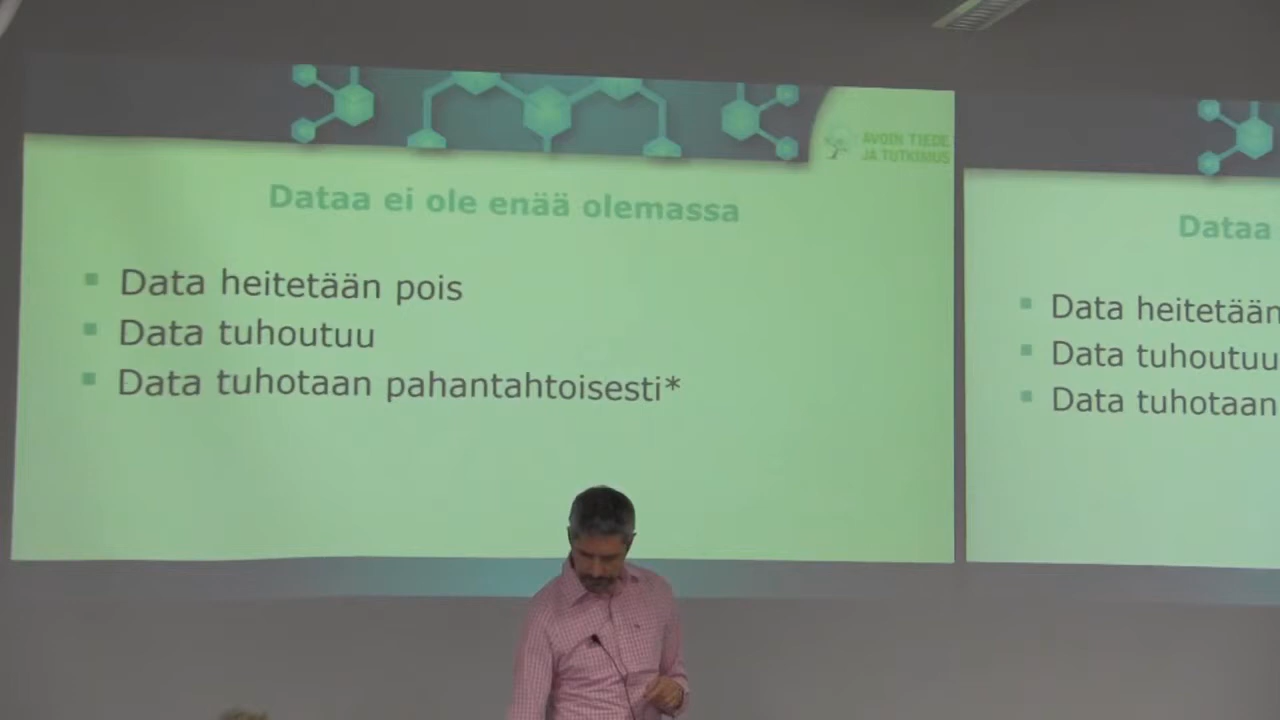 AVOIN TIEDE
JA TUTKIMUS
Dataa ei ole enää olemassa
Data heitetään pois
Data tuhoutuu
Data tuhotaan pahantahtoisesti*
Dataa
Data heitetään
Data tuhoutuu
Data tuhotaan